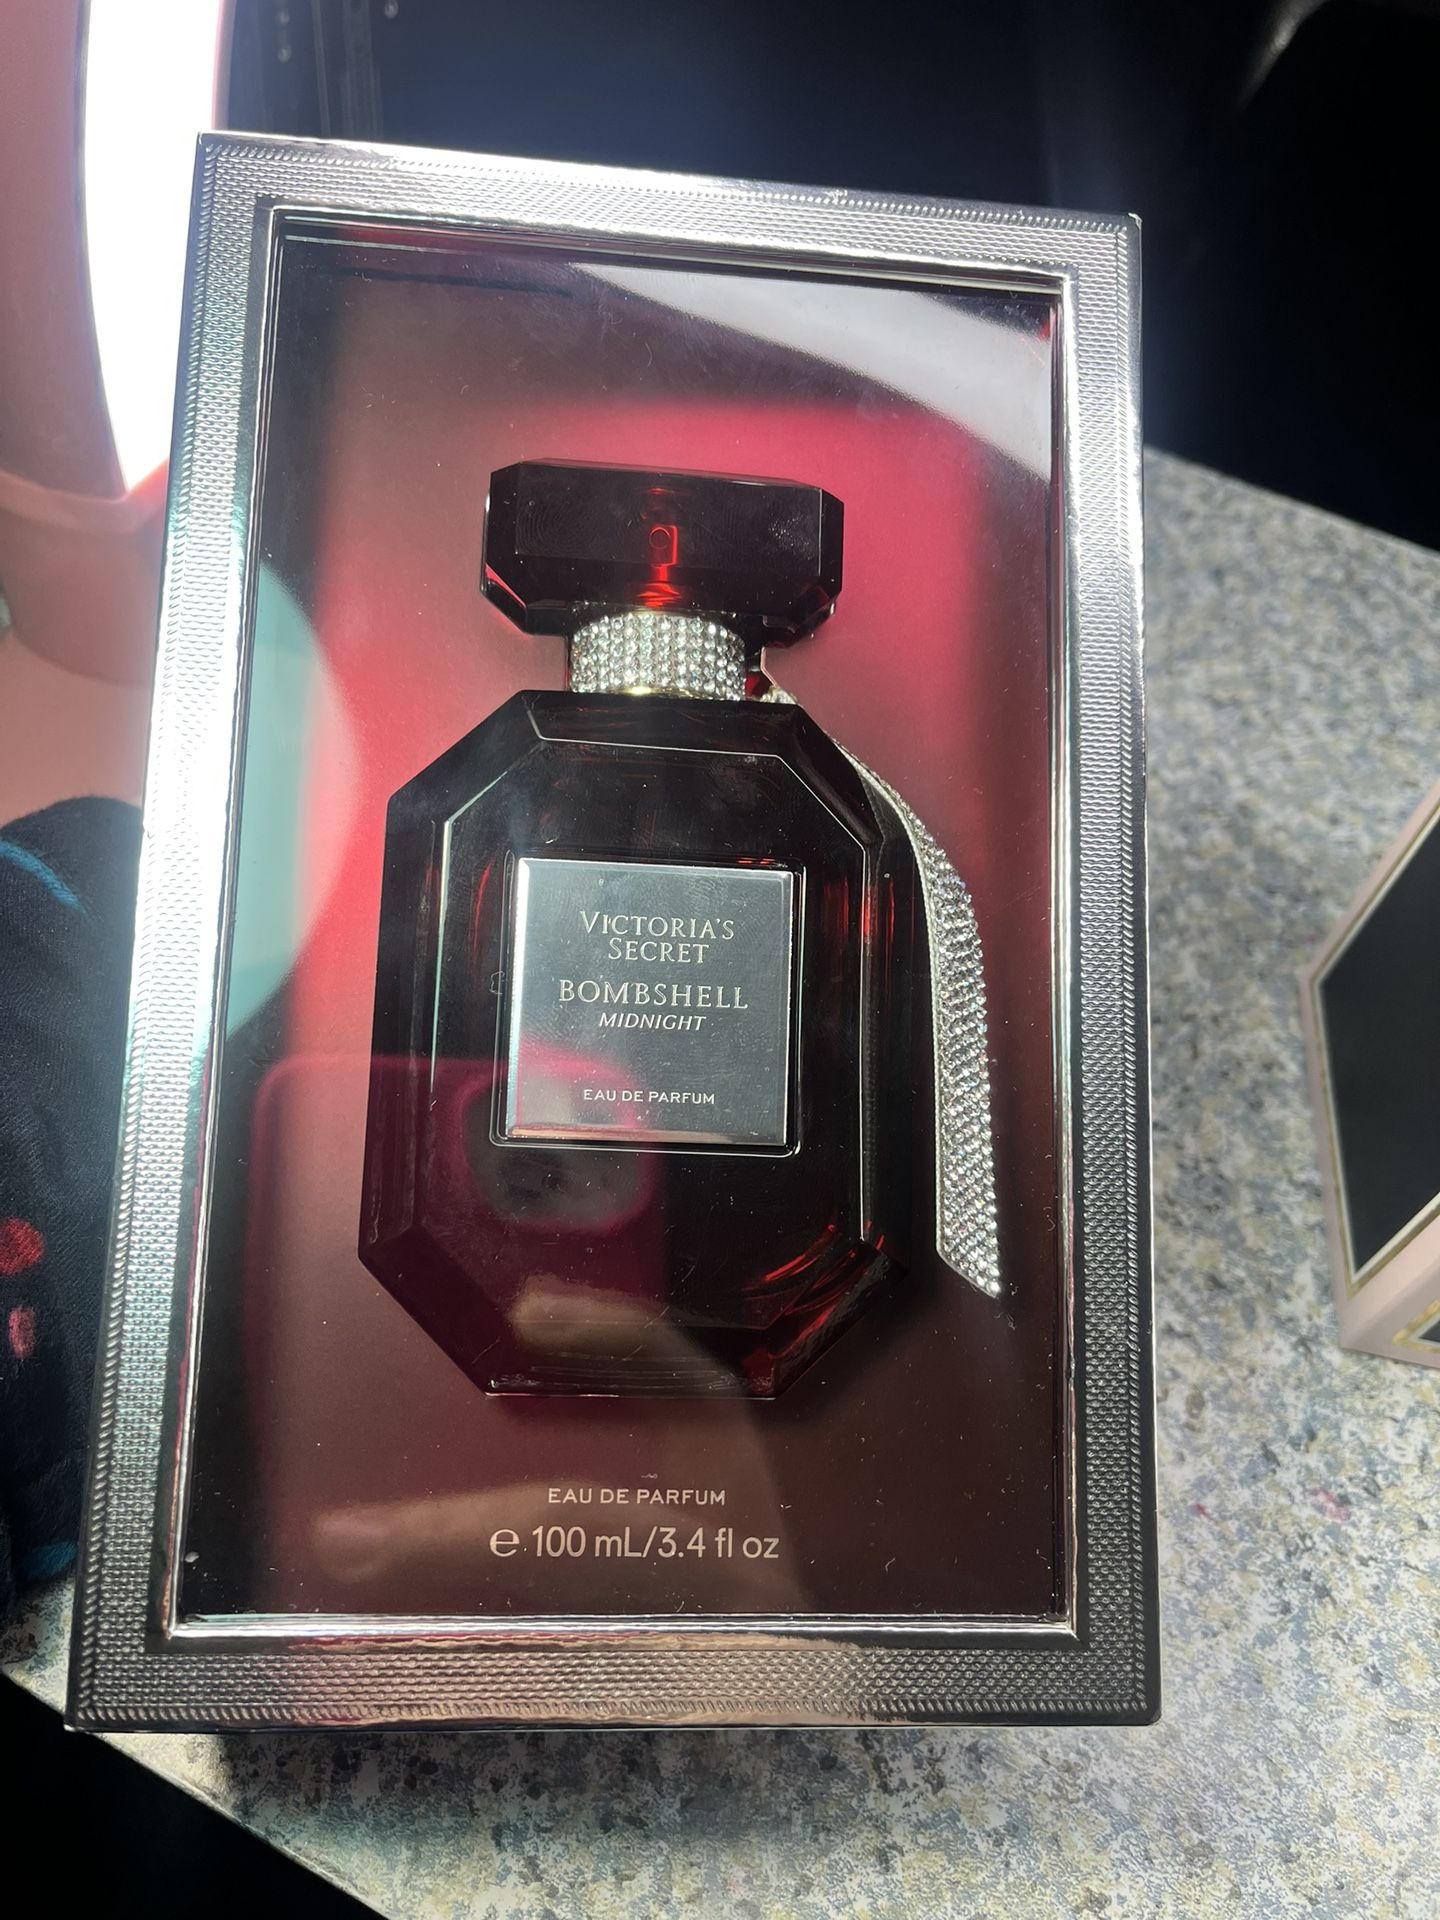 VICTORIA'S
SECRET
BOMBSHELL
MIDNIGHT
EAU DE PARFUM
EAU DE PARFUM
℮ 100 mL/3.4 fl oz